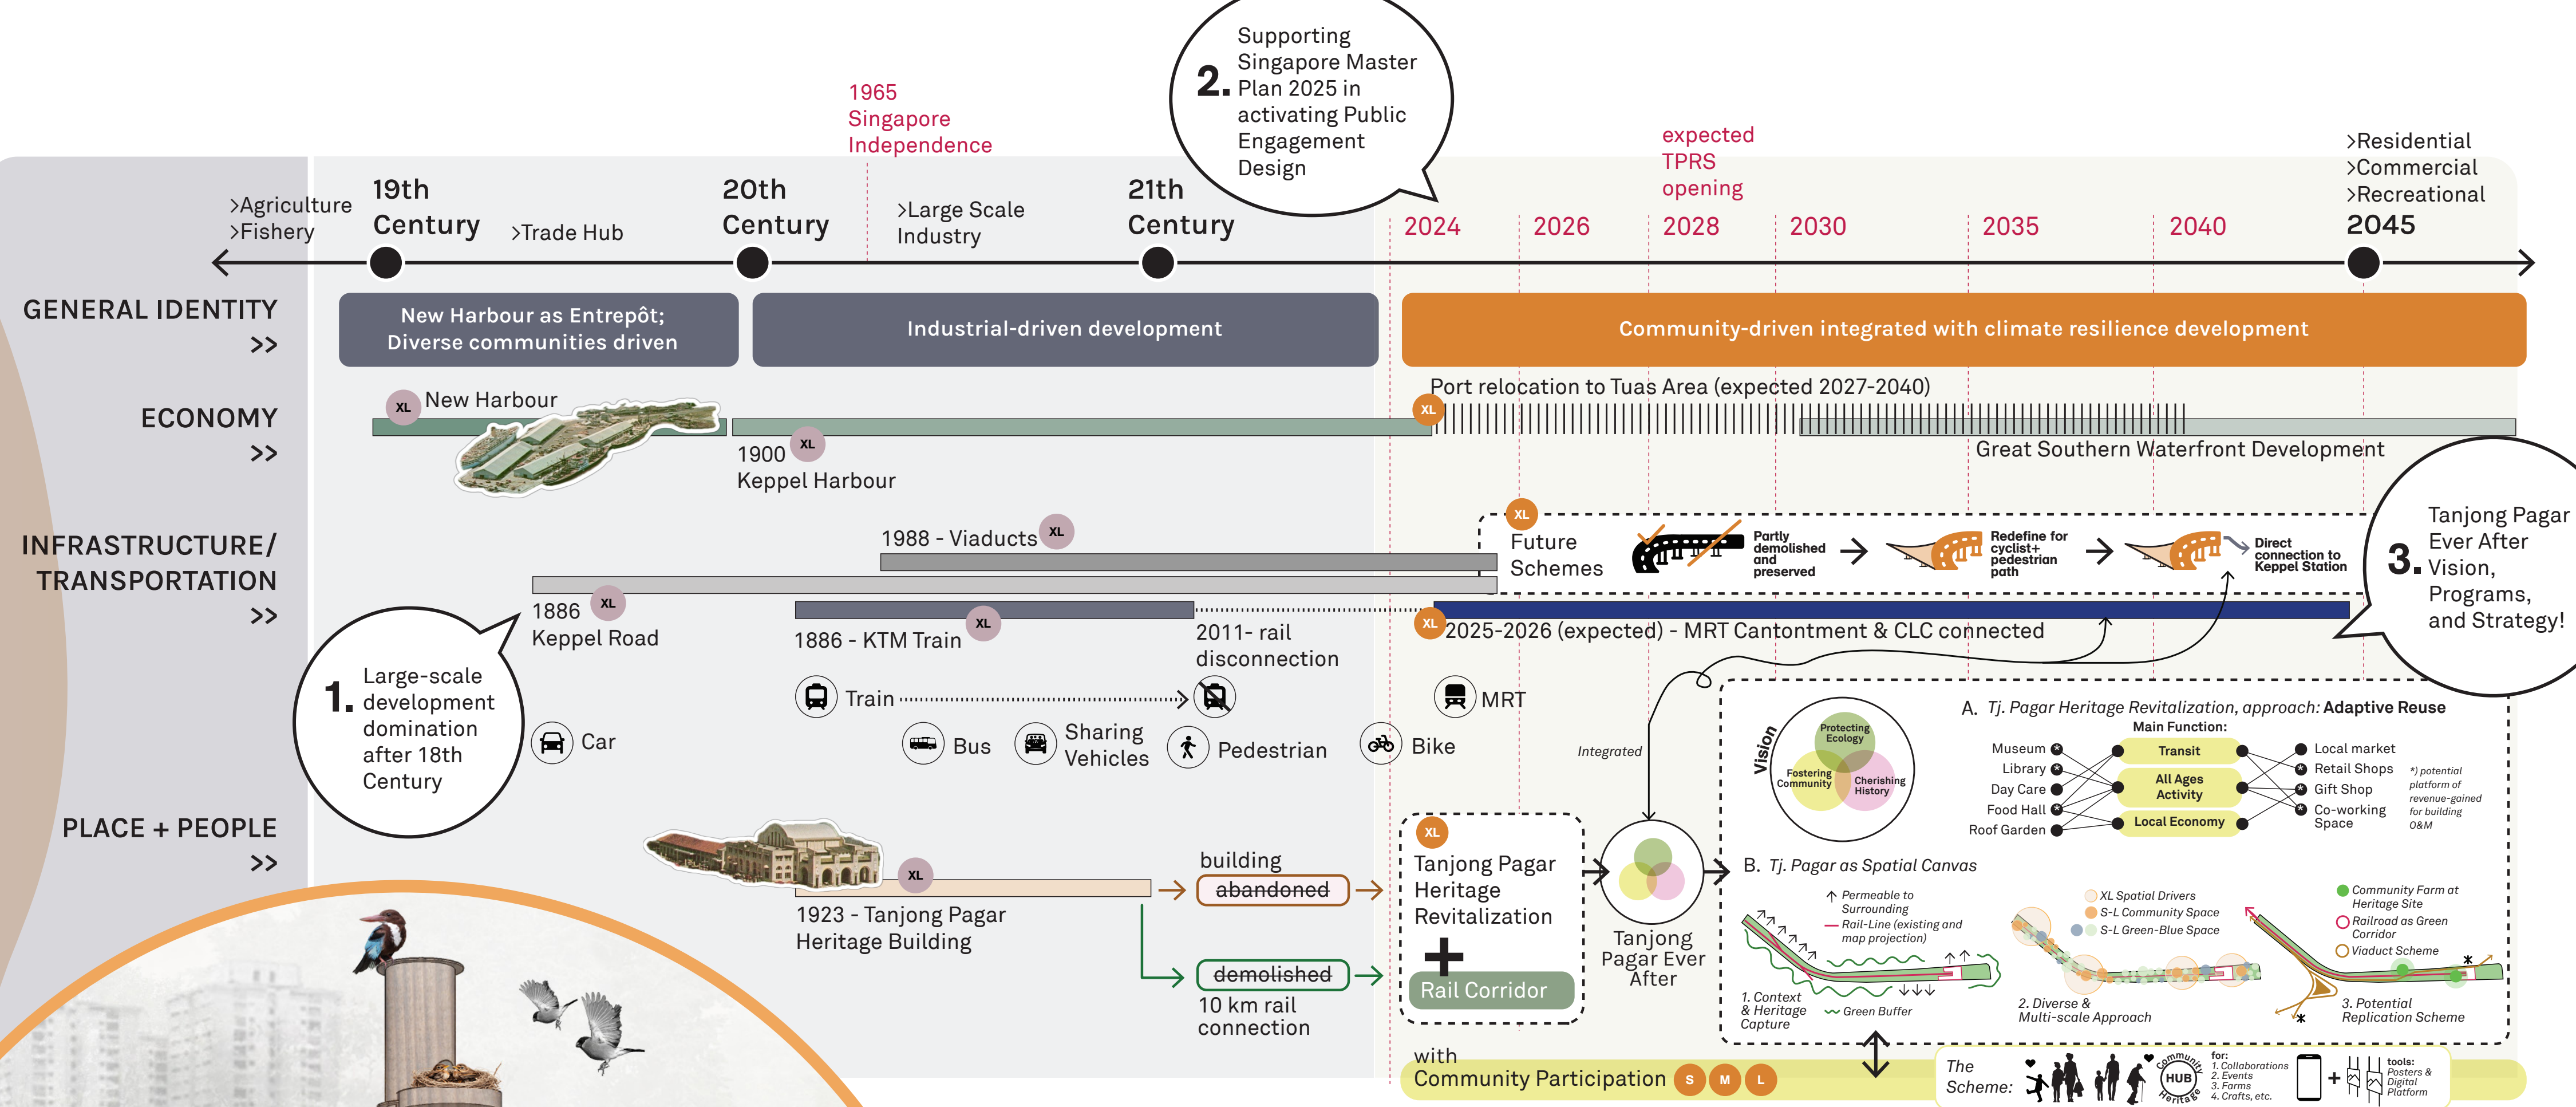 2.
Supporting
Singapore Master
Plan 2025 in
activating Public
Engagement
Design
1965
Singapore
Independence
expected
TPRS
opening
>Residential
>Commercial
>Recreational
>Agriculture
>Fishery
19th
Century
>Trade Hub
20th
Century
>Large Scale
Industry
21th
Century
2024
2026
2028
2030
2035
2040
2045
GENERAL IDENTITY
>>
New Harbour as Entrepôt;
Diverse communities driven
Industrial-driven development
Community-driven integrated with climate resilience development
ECONOMY
>>
XL
New Harbour
1900
XL
Keppel Harbour
Port relocation to Tuas Area (expected 2027-2040)
XL
Great Southern Waterfront Development
INFRASTRUCTURE/
TRANSPORTATION
>>
1988 - Viaducts
XL
1886
XL
Keppel Road
1886 - KTM Train
XL
2011- rail
disconnection
XL
Future
Schemes
Partly
demolished
and
preserved
Redefine for
cyclist+
pedestrian
path
Direct
connection to
Keppel Station
XL
2025-2026 (expected) - MRT Cantontment & CLC connected
3.
Tanjong Pagar
Ever After
Vision,
Programs,
and Strategy!
1.
Large-scale
development
domination
after 18th
Century
Train
MRT
Car
Bus
Sharing
Vehicles
Pedestrian
Bike
PLACE + PEOPLE
>>
XL
1923 - Tanjong Pagar
Heritage Building
building
abandoned
demolished
10 km rail
connection
XL
Tanjong Pagar
Heritage
Revitalization
+
Rail Corridor
Integrated
Tanjong
Pagar Ever
After
Vision
Protecting
Ecology
Fostering
Community
Cherishing
History
A. Tj. Pagar Heritage Revitalization, approach: Adaptive Reuse
Main Function:
Museum
Library
Day Care
Food Hall
Roof Garden
Transit
All Ages
Activity
Local Economy
Local market
Retail Shops
Gift Shop
Co-working
Space
*) potential
platform of
revenue-gained
for building
O&M
B. Tj. Pagar as Spatial Canvas
Permeable to
Surrounding
Rail-Line (existing and
map projection)
1. Context
& Heritage
Capture
Green Buffer
XL Spatial Drivers
S-L Community Space
S-L Green-Blue Space
2. Diverse &
Multi-scale Approach
Community Farm at
Heritage Site
Railroad as Green
Corridor
Viaduct Scheme
3. Potential
Replication Scheme
with
Community Participation
S M L
The
Scheme:
Community
HUB
Heritage
for:
1. Collaborations
2. Events
3. Farms
4. Crafts, etc.
+
tools:
Posters &
Digital
Platform